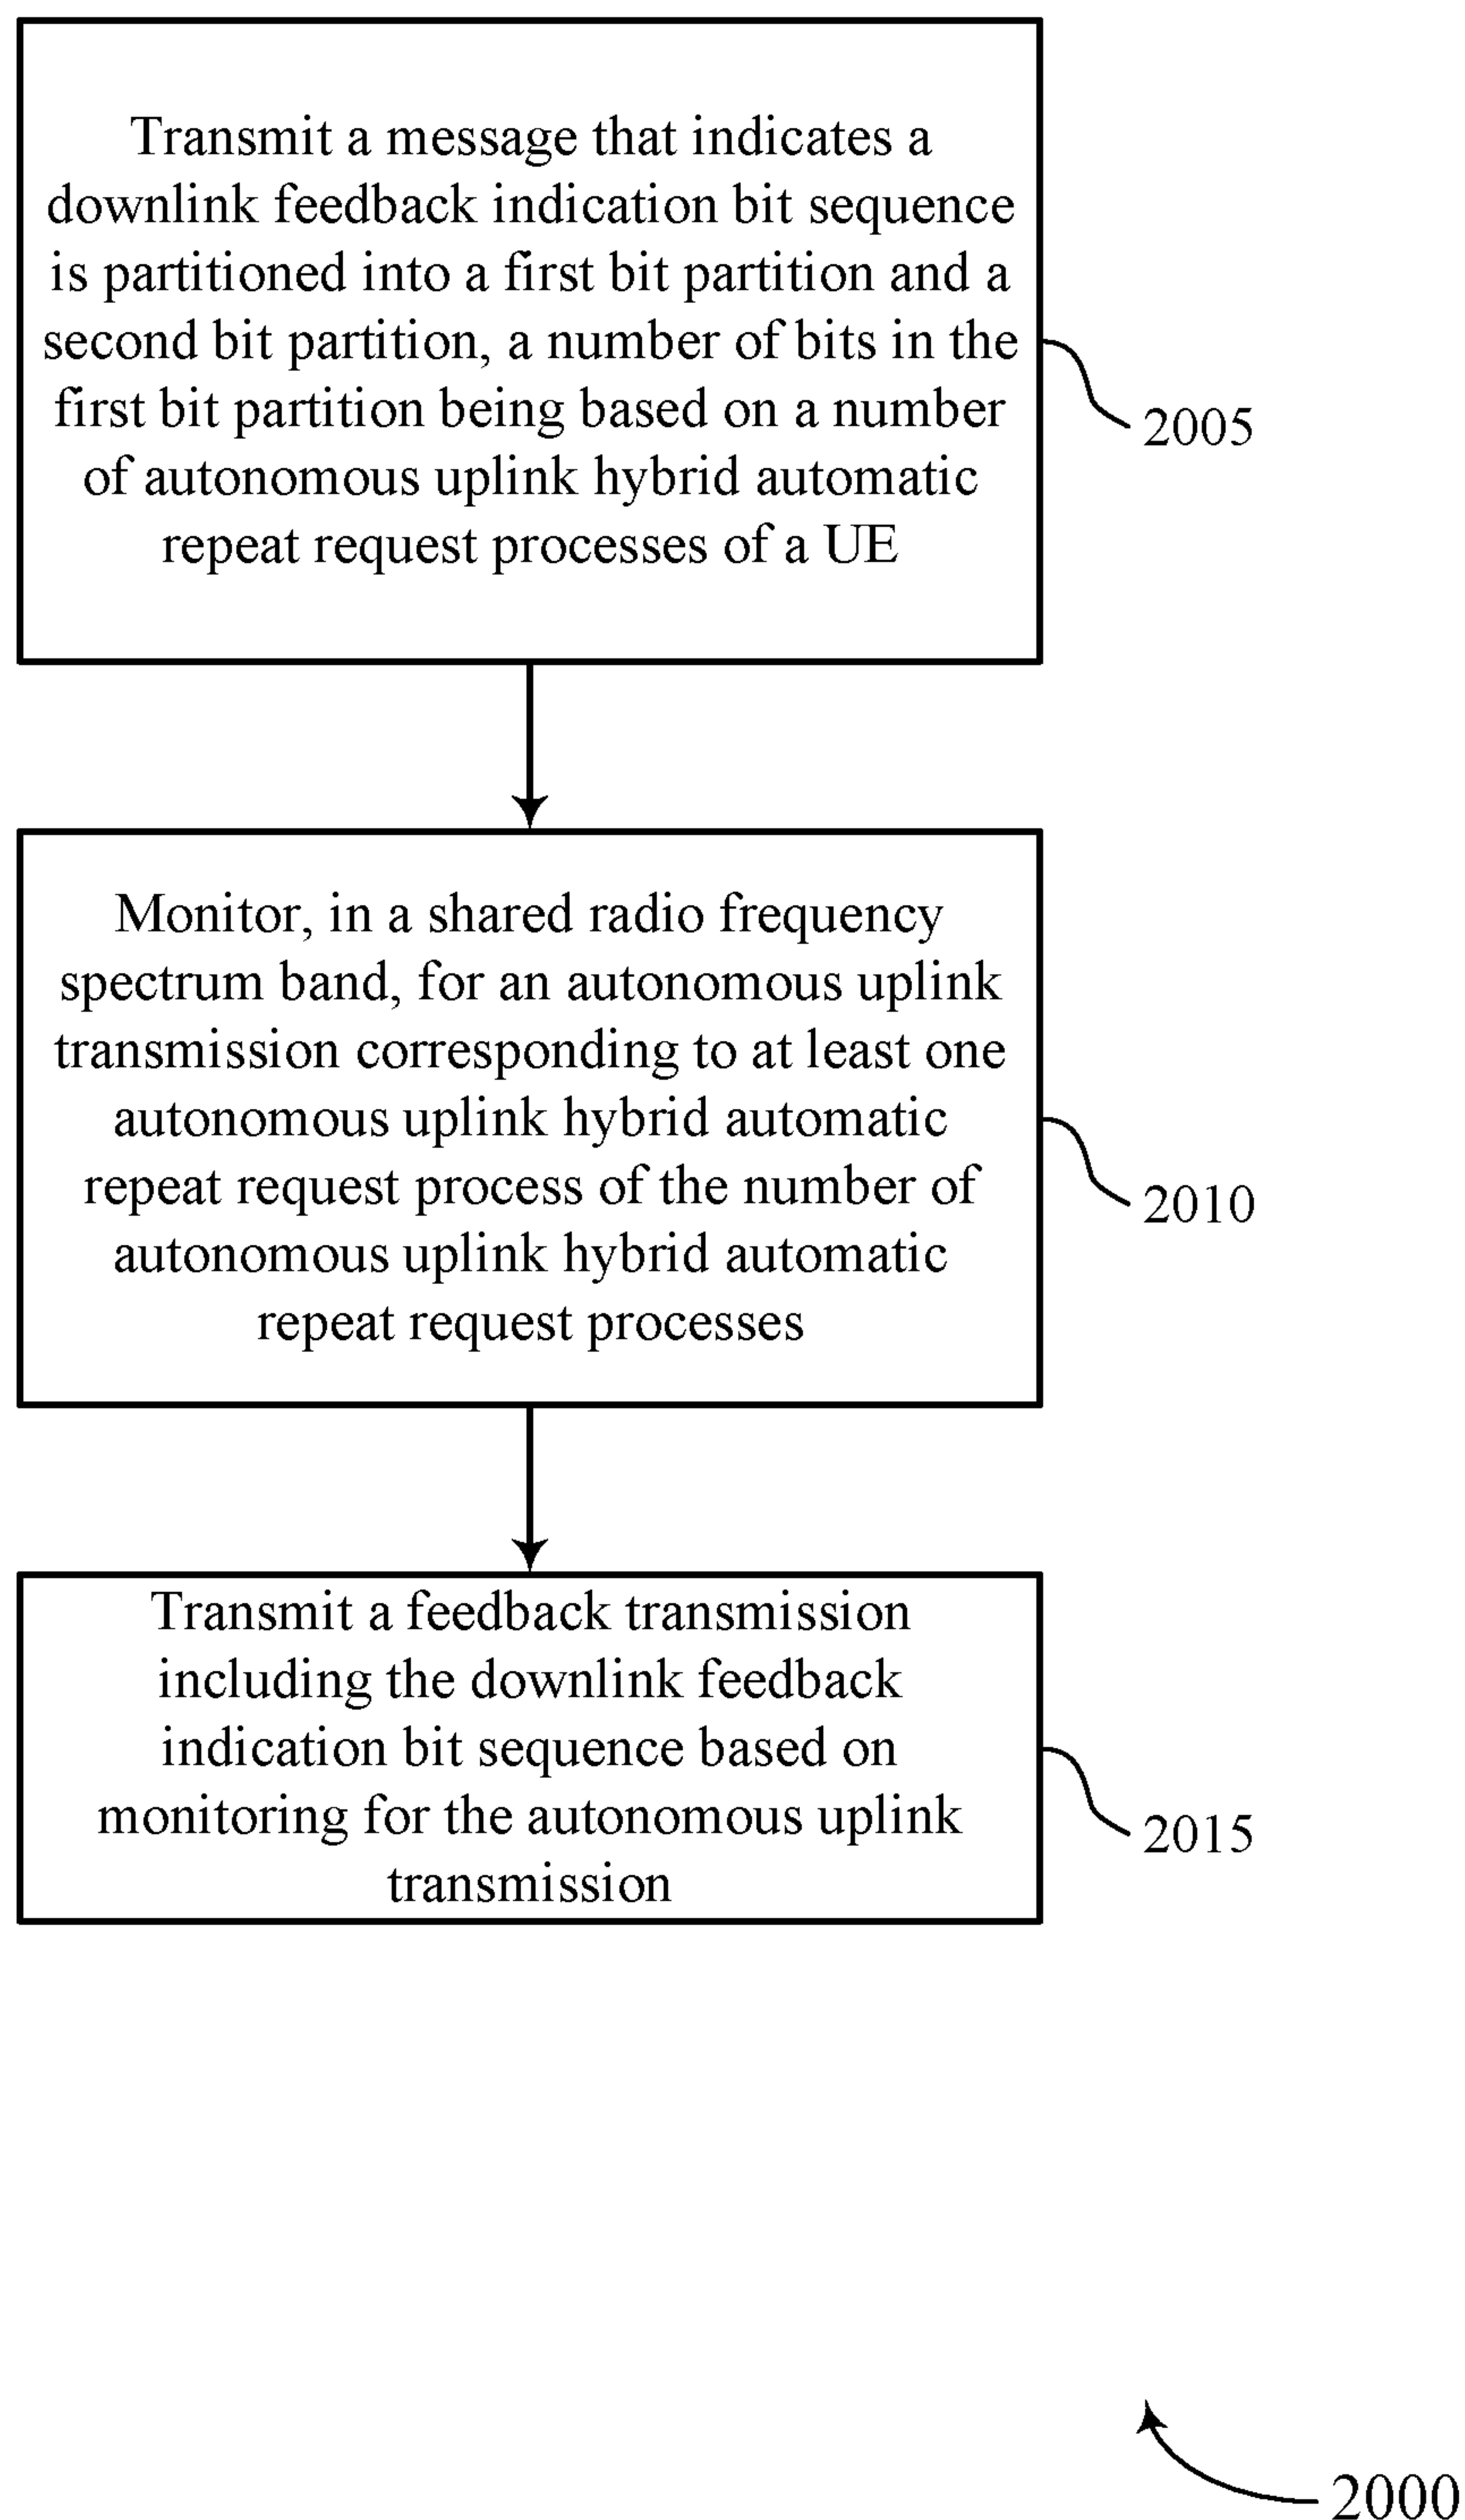 Transmit a message that indicates a
downlink feedback indication bit sequence
is partitioned into a first bit partition and a
second bit partition, a number of bits in the
first bit partition being based on a number
of autonomous uplink hybrid automatic
repeat request processes of a UE
2005
Monitor, in a shared radio frequency
spectrum band, for an autonomous uplink
transmission corresponding to at least one
autonomous uplink hybrid automatic
repeat request process of the number of
autonomous uplink hybrid automatic
repeat request processes
2010
Transmit a feedback transmission
including the downlink feedback
indication bit sequence based on
monitoring for the autonomous uplink
transmission
2015
2000